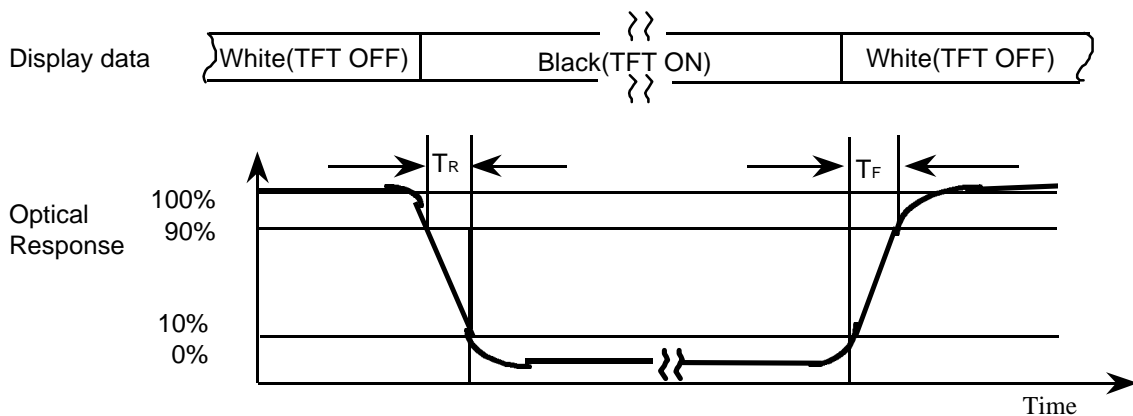 Display data
White(TFT OFF)
Black(TFT ON)
White(TFT OFF)
TR
TF
Optical
Response
100%
90%
10%
0%
Time